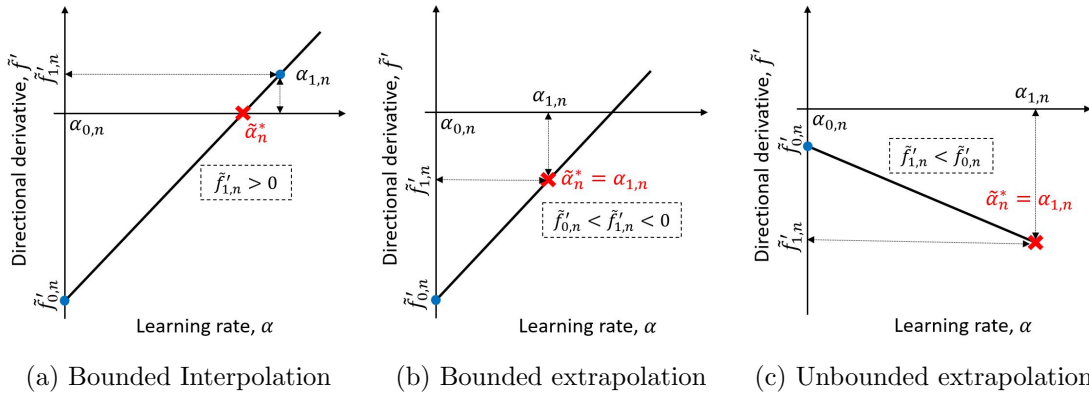 Directional derivative, f̃′
f̃′₁,ₙ
α₁,ₙ
α₀,ₙ
α̃*ₙ
f̃′₁,ₙ > 0
f̃′₀,ₙ
Learning rate, α
(a) Bounded Interpolation
Directional derivative, f̃′
α₁,ₙ
α₀,ₙ
f̃′₁,ₙ
α̃*ₙ = α₁,ₙ
f̃′₀,ₙ < f̃′₁,ₙ < 0
f̃′₀,ₙ
Learning rate, α
(b) Bounded extrapolation
Directional derivative, f̃′
α₁,ₙ
α₀,ₙ
f̃′₀,ₙ
f̃′₁,ₙ < f̃′₀,ₙ
α̃*ₙ = α₁,ₙ
f̃′₁,ₙ
Learning rate, α
(c) Unbounded extrapolation